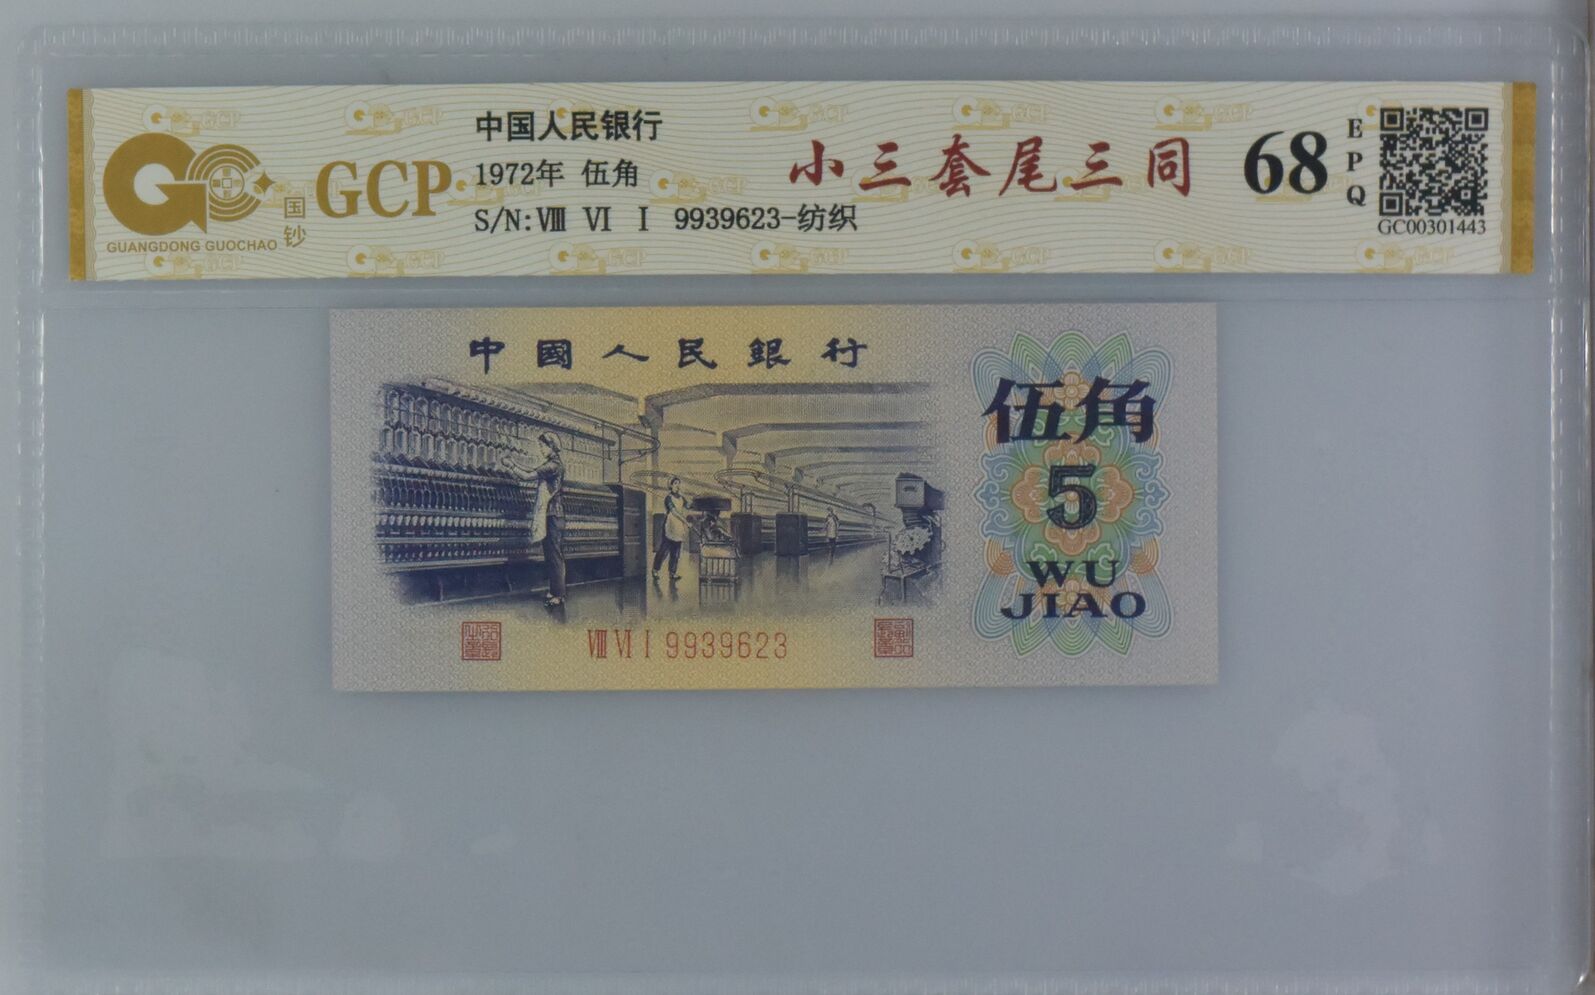 GCP
国钞
GUANGDONG GUOCHAO
中国人民银行
1972年 伍角
S/N:Ⅷ Ⅵ Ⅰ 9939623-纺织
小三套尾三同
68
EPQ
GC00301443
中國人民銀行
伍角
5
WU
JIAO
Ⅷ Ⅵ Ⅰ 9939623